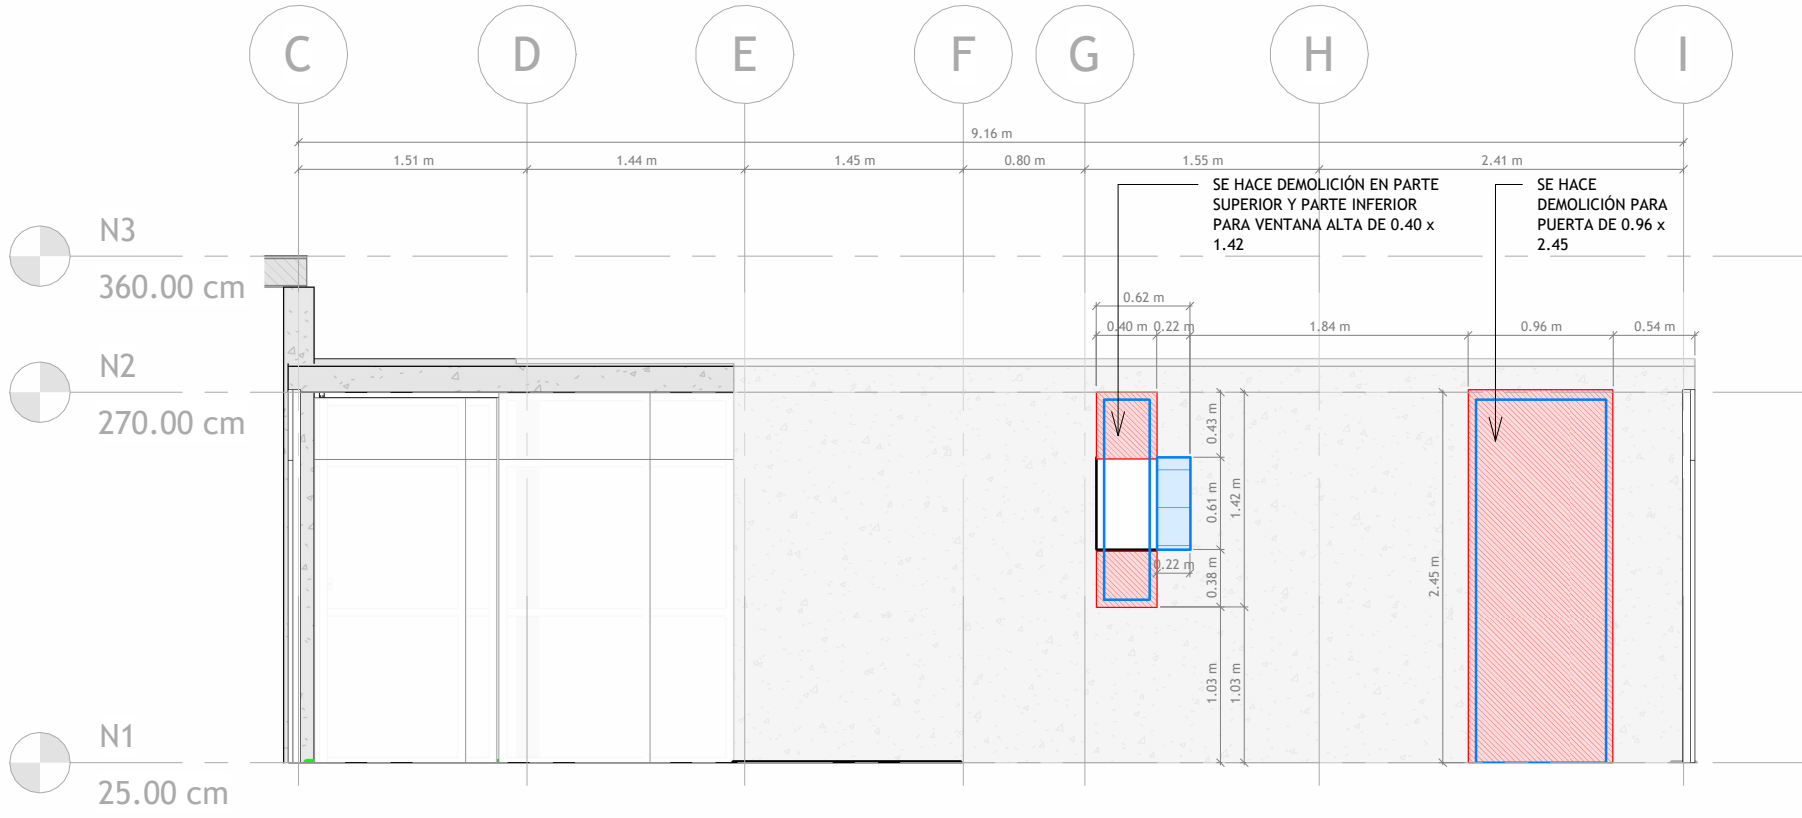 C D E F G H I
9.16 m
1.51 m 1.44 m 1.45 m 0.80 m 1.55 m 2.41 m
SE HACE DEMOLICIÓN EN PARTE
SUPERIOR Y PARTE INFERIOR
PARA VENTANA ALTA DE 0.40 x
1.42
SE HACE
DEMOLICIÓN PARA
PUERTA DE 0.96 x
2.45
N3
360.00 cm
0.62 m
0.40 m 0.22 m 1.84 m 0.96 m 0.54 m
N2
270.00 cm
0.43 m
0.61 m
1.42 m
0.22 m
0.38 m
2.45 m
1.03 m
1.03 m
N1
25.00 cm